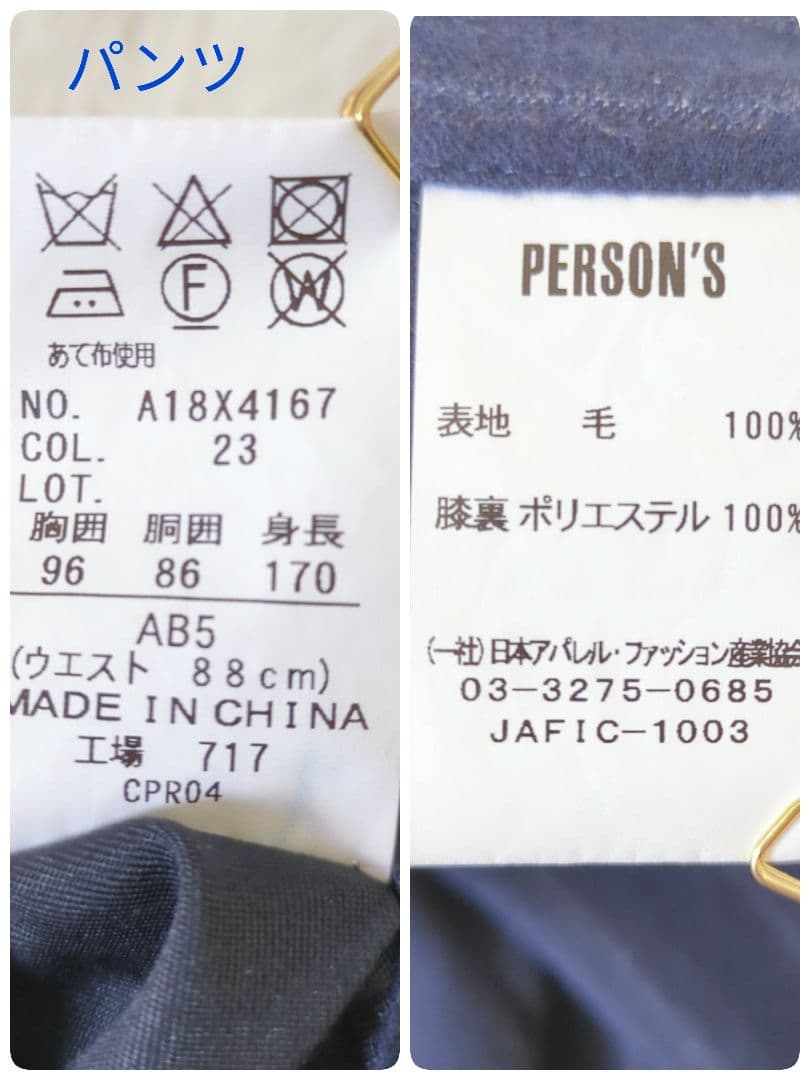 パンツ
F
W
あて布使用
NO. A18X4167
COL. 23
LOT.
胸囲 胴囲 身長
96 86 170
AB5
(ウエスト 88cm)
MADE IN CHINA
工場 717
CPR04
PERSON'S
表地 毛 100%
膝裏 ポリエステル 100%
(一社)日本アパレル・ファッション産業協会
03-3275-0685
JAFIC-1003